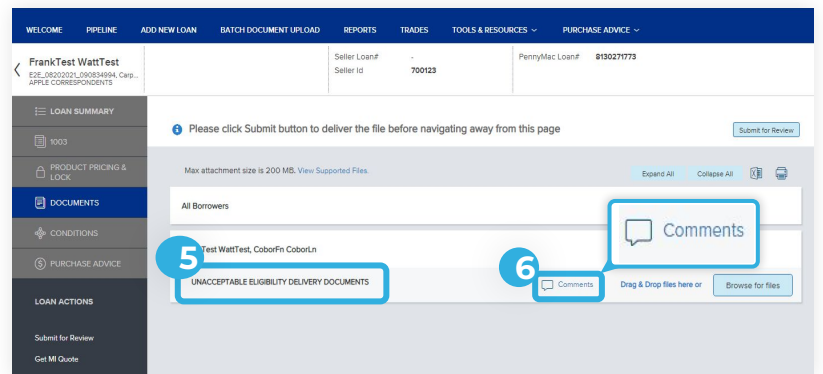 WELCOME PIPELINE ADD NEW LOAN BATCH DOCUMENT UPLOAD REPORTS TRADES TOOLS & RESOURCES PURCHASE ADVICE
FrankTest WattTest
E2E_08202021_090834994, Carp...
APPLE CORRESPONDENTS
Seller Loan# -
Seller Id 700123
PennyMac Loan# 8130271773
LOAN SUMMARY
1003
PRODUCT PRICING & LOCK
DOCUMENTS
CONDITIONS
PURCHASE ADVICE
LOAN ACTIONS
Submit for Review
Get MI Quote
Please click Submit button to deliver the file before navigating away from this page
Submit for Review
Max attachment size is 200 MB. View Supported Files.
Expand All Collapse All
All Borrowers
Comments
Test WattTest, CoborFn CoborLn
5
6
UNACCEPTABLE ELIGIBILITY DELIVERY DOCUMENTS
Comments
Drag & Drop files here or
Browse for files